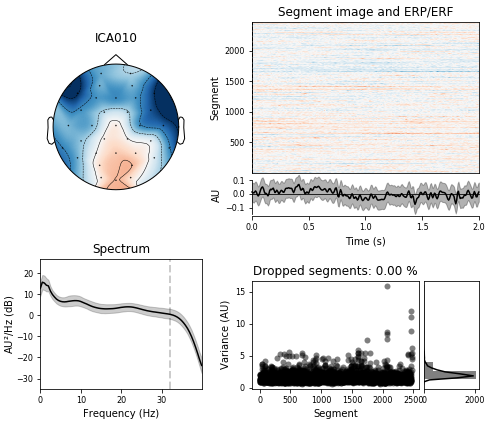 ICA010
Segment image and ERP/ERF
Segment
2000
1500
1000
500
AU
0.1
0.0
−0.1
0.0 0.5 1.0 1.5 2.0
Time (s)
Spectrum
AU²/Hz (dB)
20
10
0
−10
−20
−30
0 10 20 30
Frequency (Hz)
Dropped segments: 0.00 %
Variance (AU)
15
10
5
0
0 500 1000 1500 2000 2500
Segment
0 2000